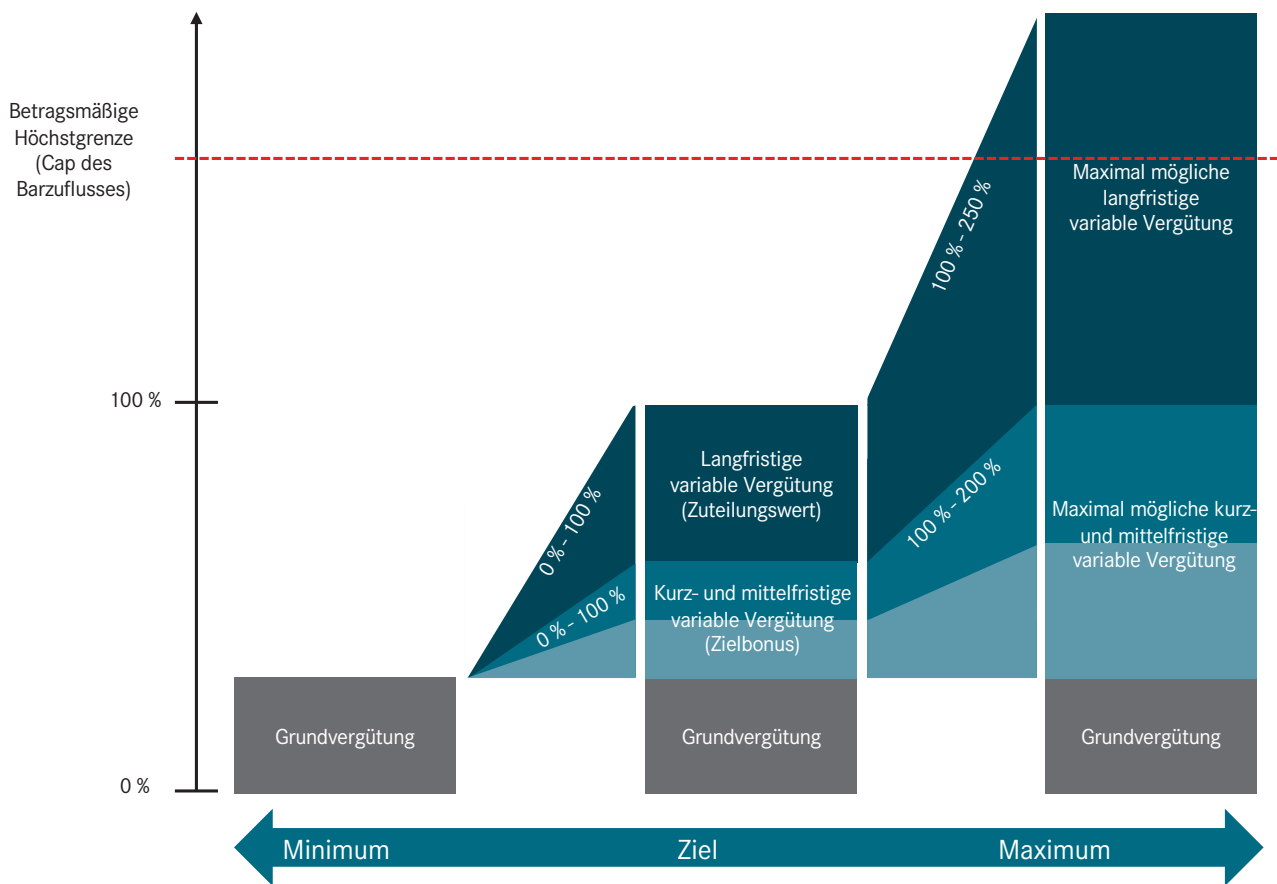 Betragsmäßige
Höchstgrenze
(Cap des
Barzuflusses)
100 %
0 %
Grundvergütung
0 % - 100 %
0 % - 100 %
Langfristige
variable Vergütung
(Zuteilungswert)
Kurz- und mittelfristige
variable Vergütung
(Zielbonus)
Grundvergütung
100 % - 250 %
100 % - 200 %
Maximal mögliche
langfristige
variable Vergütung
Maximal mögliche kurz-
und mittelfristige
variable Vergütung
Grundvergütung
Minimum
Ziel
Maximum